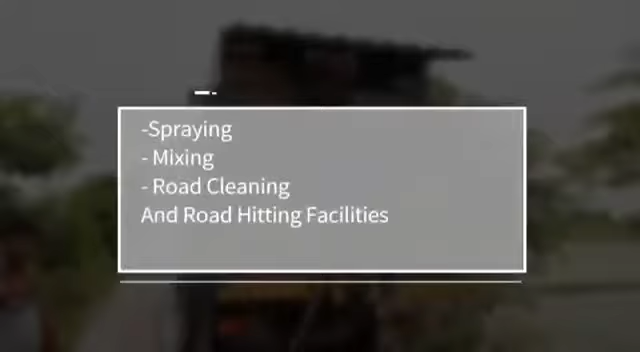 -Spraying
- Mixing
- Road Cleaning
And Road Hitting Facilities